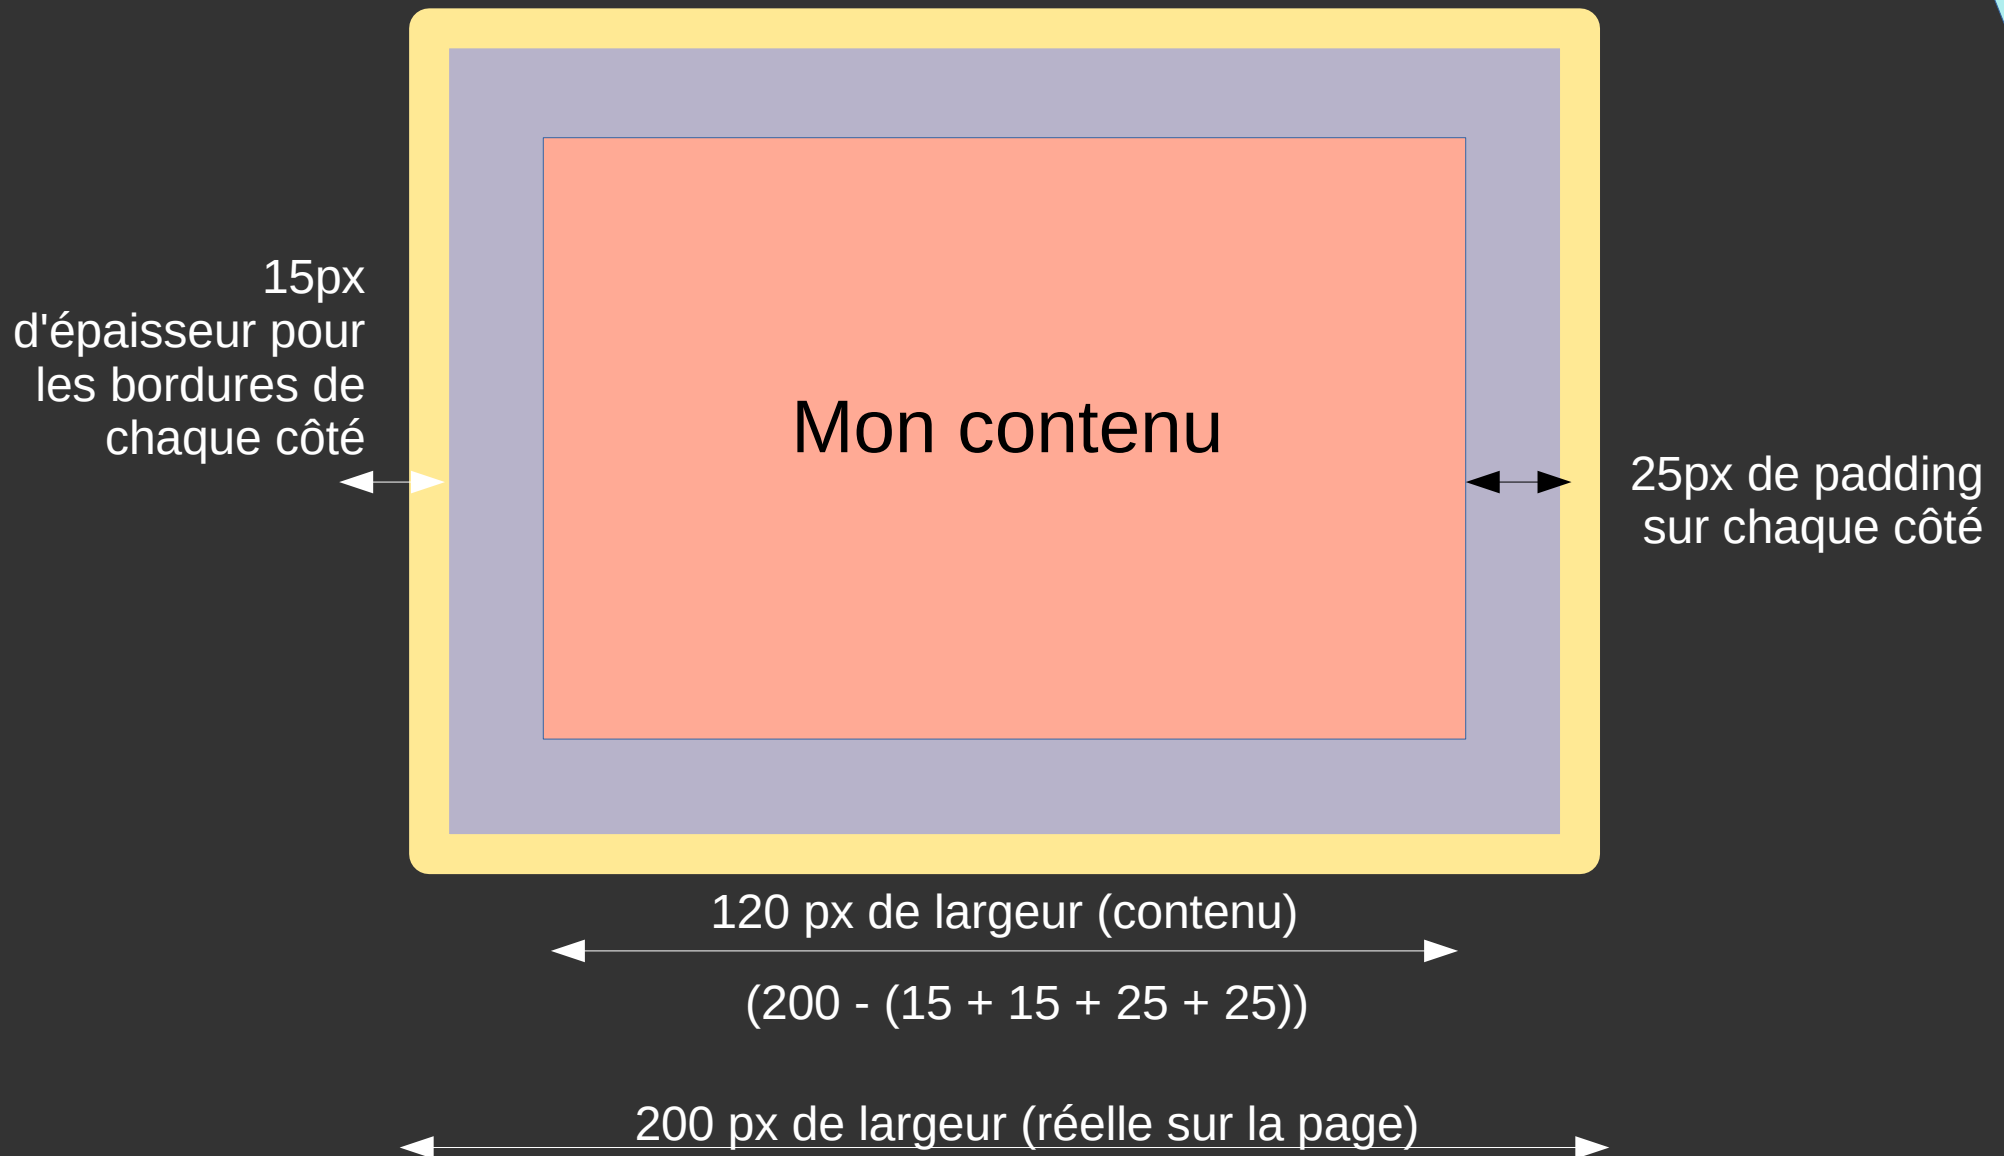 15px
d'épaisseur pour
les bordures de
chaque côté
Mon contenu
25px de padding
sur chaque côté
120 px de largeur (contenu)
(200 - (15 + 15 + 25 + 25))
200 px de largeur (réelle sur la page)